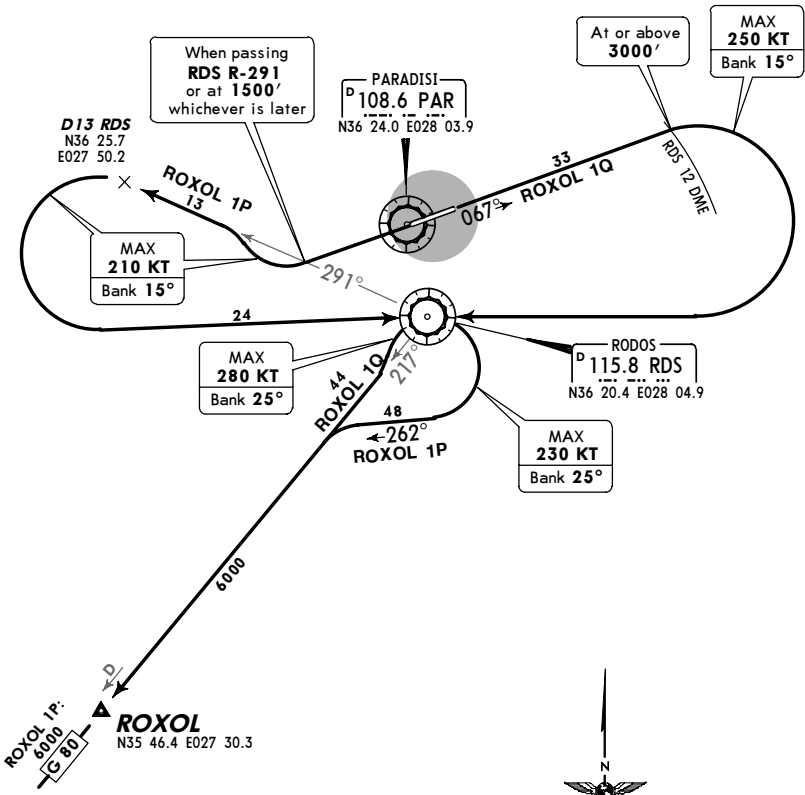 When passing
RDS R-291
or at 1500'
whichever is later
PARADISI
D 108.6 PAR
N36 24.0 E028 03.9
At or above
3000'
MAX
250 KT
Bank 15°
D13 RDS
N36 25.7
E027 50.2
ROXOL 1P
13
33
ROXOL 1Q
067°
RDS 12 DME
MAX
210 KT
Bank 15°
291°
24
MAX
280 KT
Bank 25°
44
ROXOL 1Q
217°
RODOS
D 115.8 RDS
N36 20.4 E028 04.9
48
262°
ROXOL 1P
MAX
230 KT
Bank 25°
6000
D
ROXOL 1P:
6000
G 80
ROXOL
N35 46.4 E027 30.3
N